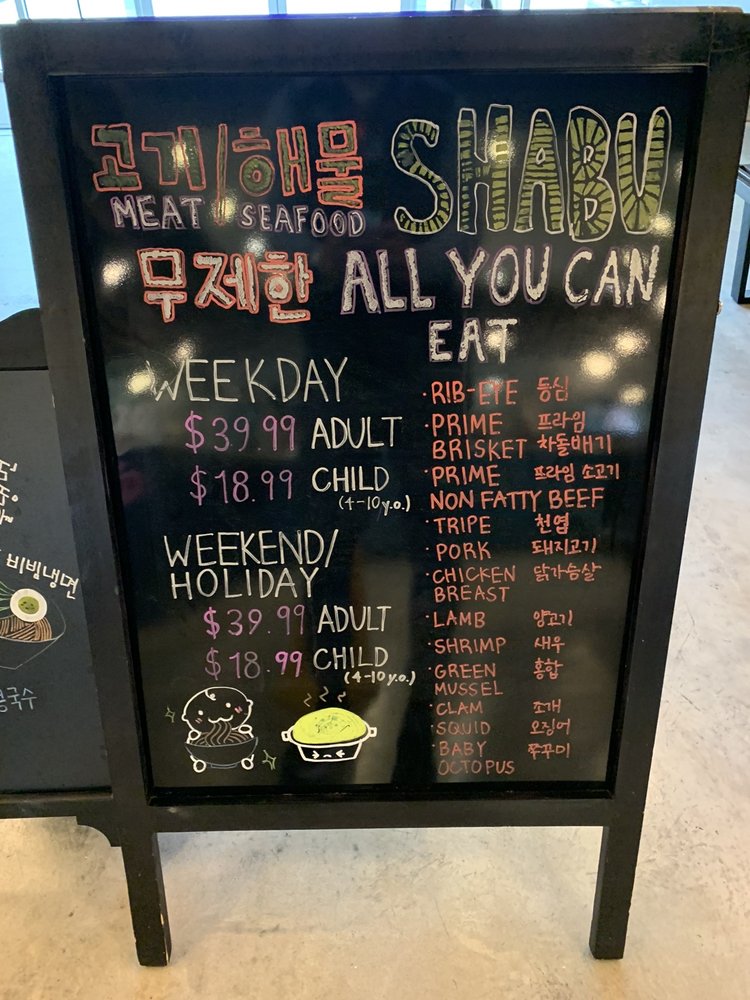 고기/해물 SHABU
MEAT SEAFOOD
무제한 ALL YOU CAN
EAT
WEEKDAY
$39.99 ADULT
$18.99 CHILD
(4-10y.o.)
WEEKEND/
HOLIDAY
$39.99 ADULT
$18.99 CHILD
(4-10y.o.)
·RIB-EYE 등심
·PRIME 프라임
BRISKET 차돌배기
·PRIME 프라임 소고기
NON FATTY BEEF
·TRIPE 천엽
·PORK 돼지고기
·CHICKEN 닭가슴살
BREAST
·LAMB 양고기
·SHRIMP 새우
·GREEN 홍합
MUSSEL
·CLAM 조개
·SQUID 오징어
·BABY 쭈꾸미
OCTOPUS
비빔냉면